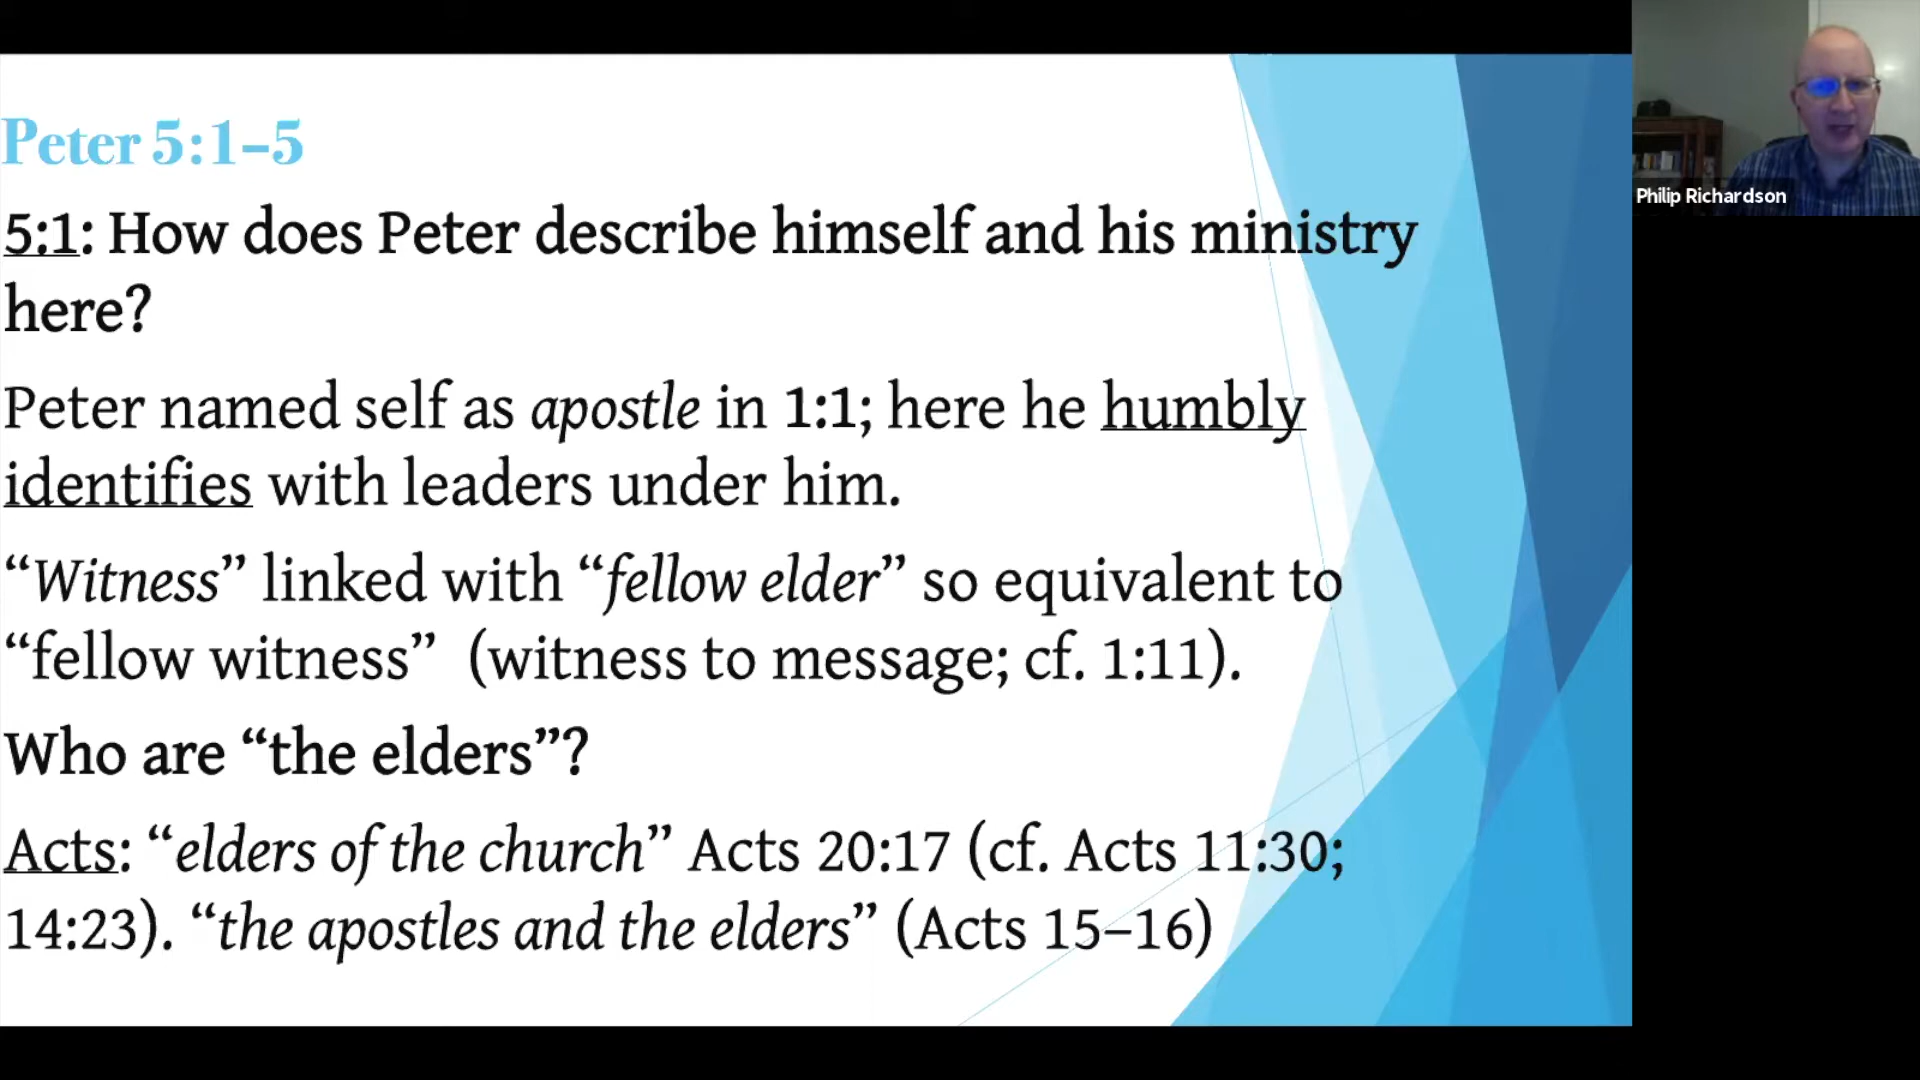 Peter 5:1–5
5:1: How does Peter describe himself and his ministry
here?
Peter named self as apostle in 1:1; here he humbly
identifies with leaders under him.
“Witness” linked with “fellow elder” so equivalent to
“fellow witness”  (witness to message; cf. 1:11).
Who are “the elders”?
Acts: “elders of the church” Acts 20:17 (cf. Acts 11:30;
14:23). “the apostles and the elders” (Acts 15–16)
Philip Richardson